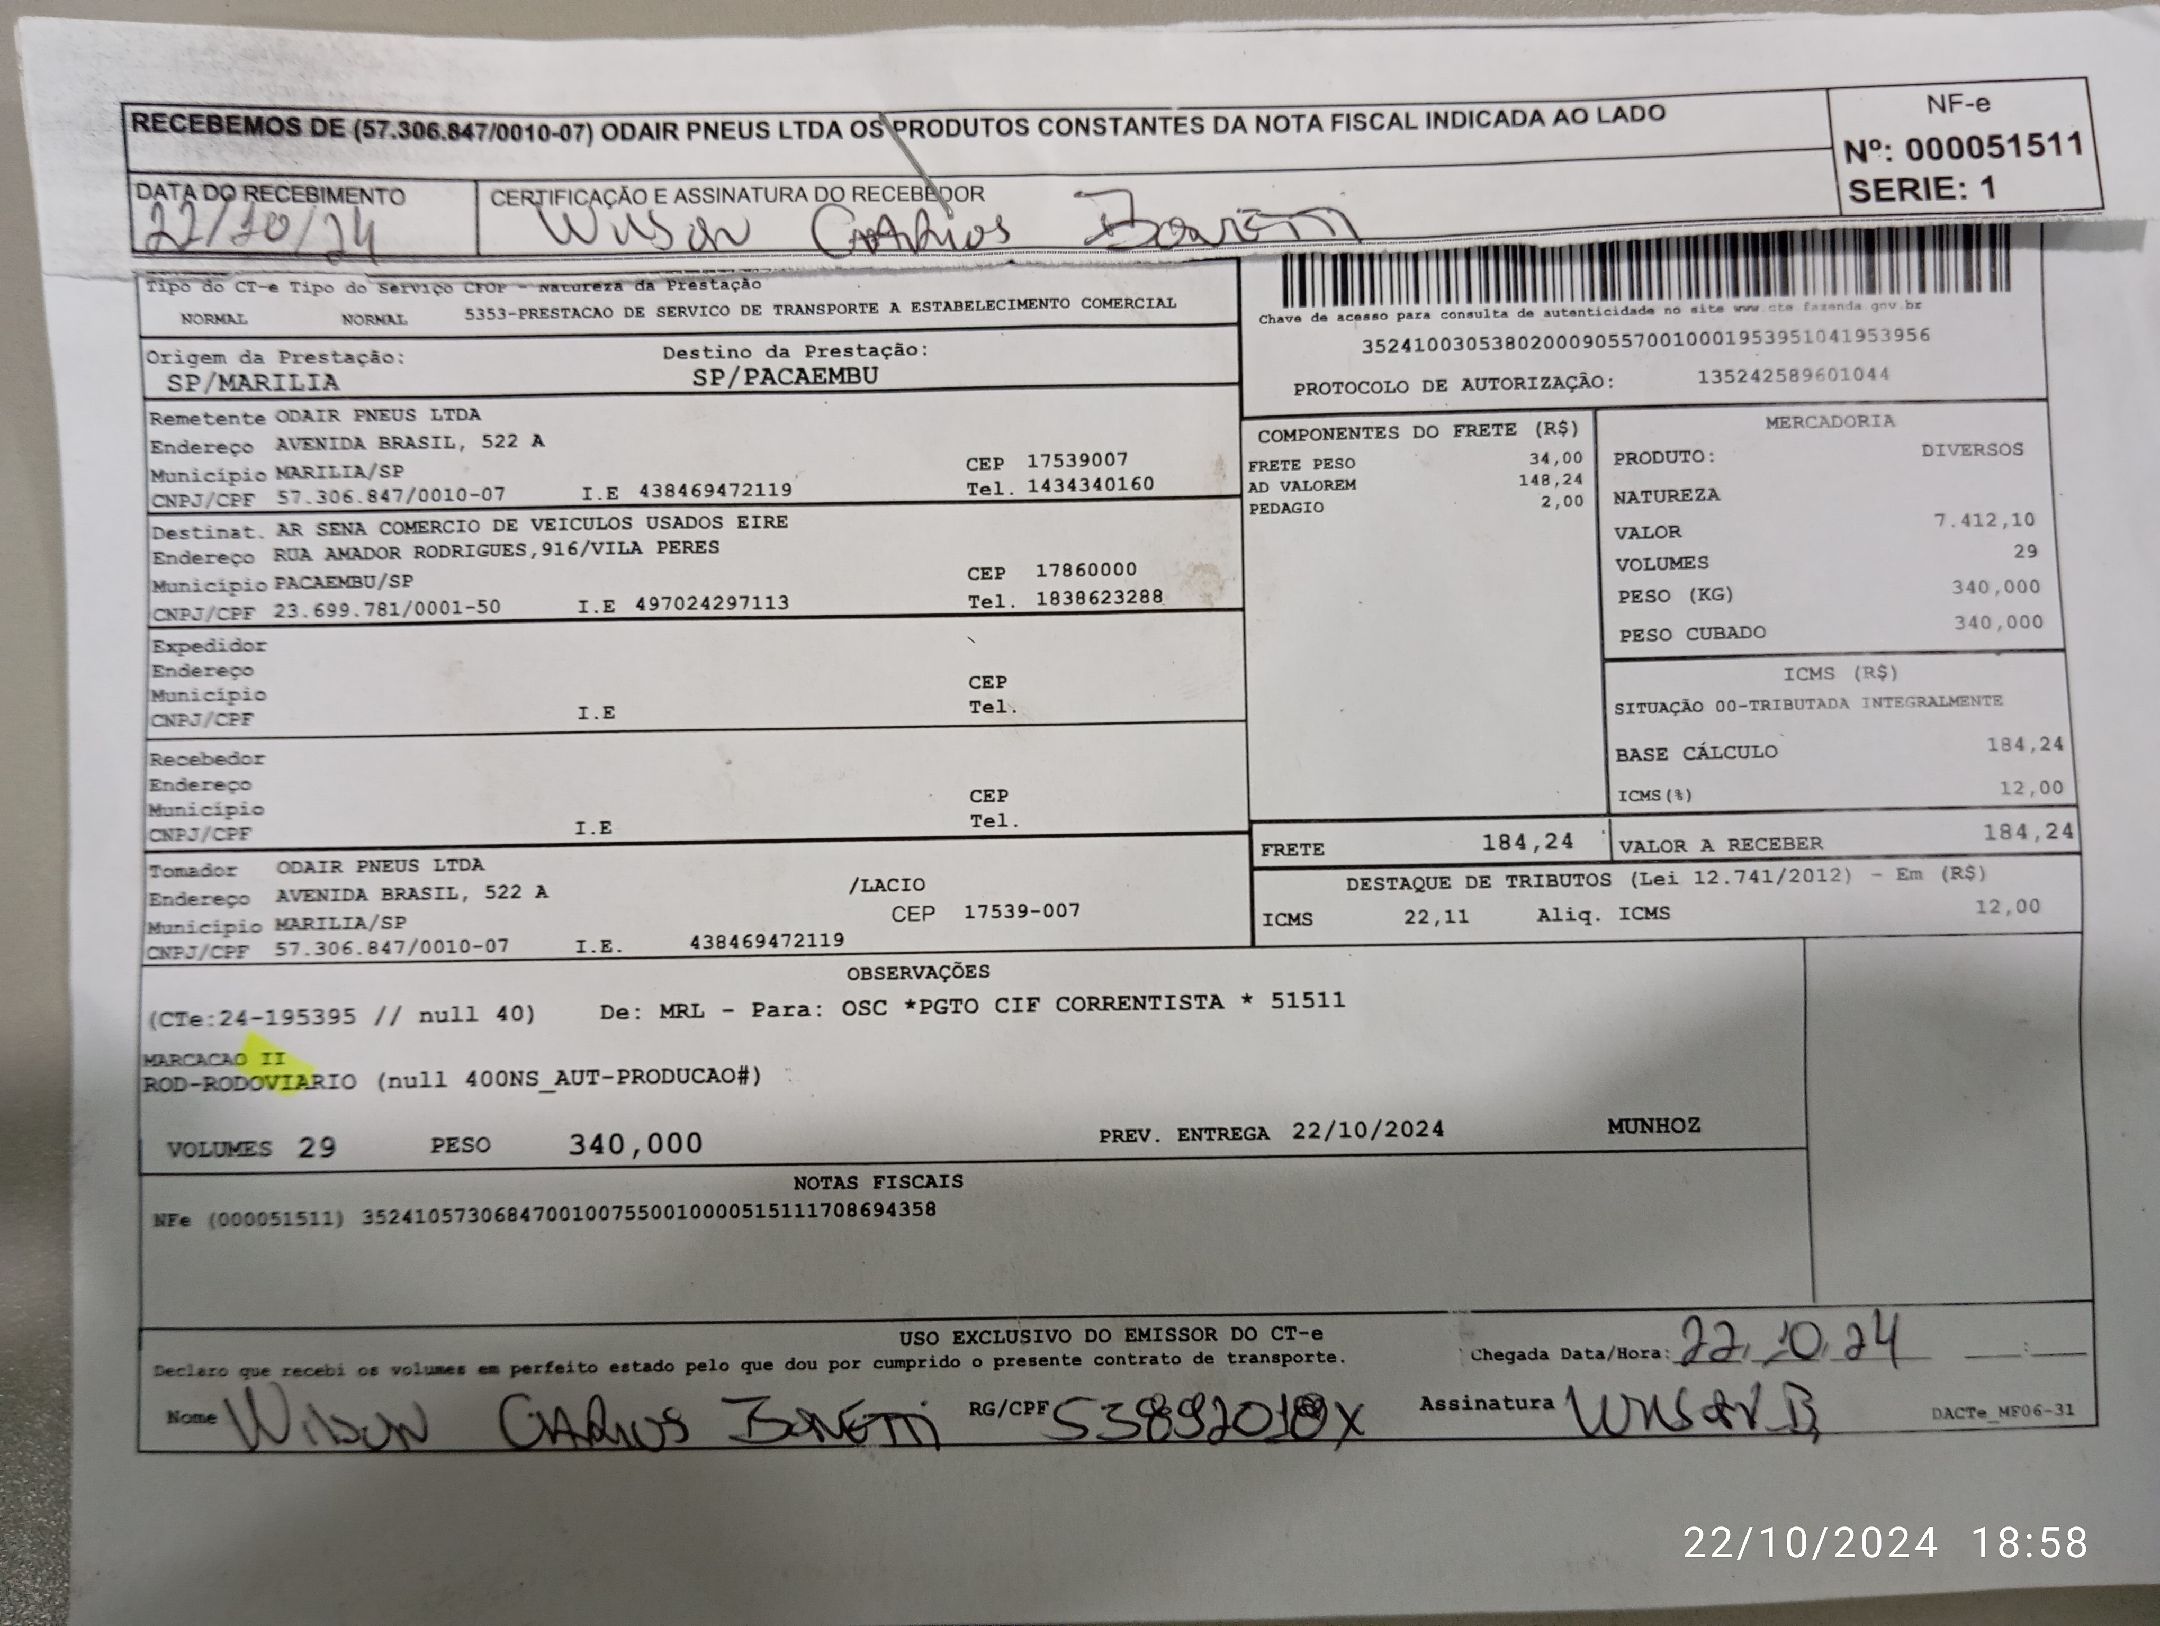 RECEBEMOS DE (57.306.847/0010-07) ODAIR PNEUS LTDA OS PRODUTOS CONSTANTES DA NOTA FISCAL INDICADA AO LADO
NF-e
Nº: 000051511
SERIE: 1
DATA DO RECEBIMENTO
22/10/24
CERTIFICAÇÃO E ASSINATURA DO RECEBEDOR
Wilson Carlos Bonetti
Tipo do CT-e Tipo do Serviço CFOP - Natureza da Prestação
NORMAL NORMAL 5353-PRESTACAO DE SERVICO DE TRANSPORTE A ESTABELECIMENTO COMERCIAL
Chave de acesso para consulta de autenticidade no site www.cte.fazenda.gov.br
35241003053802000905570010001953951041953956
PROTOCOLO DE AUTORIZAÇÃO: 135242589601044
Origem da Prestação: Destino da Prestação:
SP/MARILIA SP/PACAEMBU
Remetente ODAIR PNEUS LTDA
Endereço AVENIDA BRASIL, 522 A
Município MARILIA/SP CEP 17539007
CNPJ/CPF 57.306.847/0010-07 I.E 438469472119 Tel. 1434340160
Destinat. AR SENA COMERCIO DE VEICULOS USADOS EIRE
Endereço RUA AMADOR RODRIGUES,916/VILA PERES
Município PACAEMBU/SP CEP 17860000
CNPJ/CPF 23.699.781/0001-50 I.E 497024297113 Tel. 1838623288
Expedidor
Endereço
Município CEP
CNPJ/CPF I.E Tel.
Recebedor
Endereço
Município CEP
CNPJ/CPF I.E Tel.
Tomador ODAIR PNEUS LTDA
Endereço AVENIDA BRASIL, 522 A /LACIO
Município MARILIA/SP CEP 17539-007
CNPJ/CPF 57.306.847/0010-07 I.E. 438469472119
COMPONENTES DO FRETE (R$)
FRETE PESO 34,00
AD VALOREM 148,24
PEDAGIO 2,00
MERCADORIA
PRODUTO: DIVERSOS
NATUREZA
VALOR 7.412,10
VOLUMES 29
PESO (KG) 340,000
PESO CUBADO 340,000
ICMS (R$)
SITUAÇÃO 00-TRIBUTADA INTEGRALMENTE
BASE CÁLCULO 184,24
ICMS(%) 12,00
FRETE 184,24 VALOR A RECEBER 184,24
DESTAQUE DE TRIBUTOS (Lei 12.741/2012) - Em (R$)
ICMS 22,11 Aliq. ICMS 12,00
OBSERVAÇÕES
(CTe:24-195395 // null 40) De: MRL - Para: OSC *PGTO CIF CORRENTISTA * 51511
MARCACAO II
ROD-RODOVIARIO (null 400NS_AUT-PRODUCAO#)
VOLUMES 29 PESO 340,000 PREV. ENTREGA 22/10/2024 MUNHOZ
NOTAS FISCAIS
NFe (000051511) 35241057306847001007550010000515111708694358
USO EXCLUSIVO DO EMISSOR DO CT-e
Declaro que recebi os volumes em perfeito estado pelo que dou por cumprido o presente contrato de transporte.
Chegada Data/Hora: 22.10.24 __:__
Nome Wilson Carlos Bonetti RG/CPF Assinatura Wilson B
DACTe_MF06-31
22/10/2024 18:58